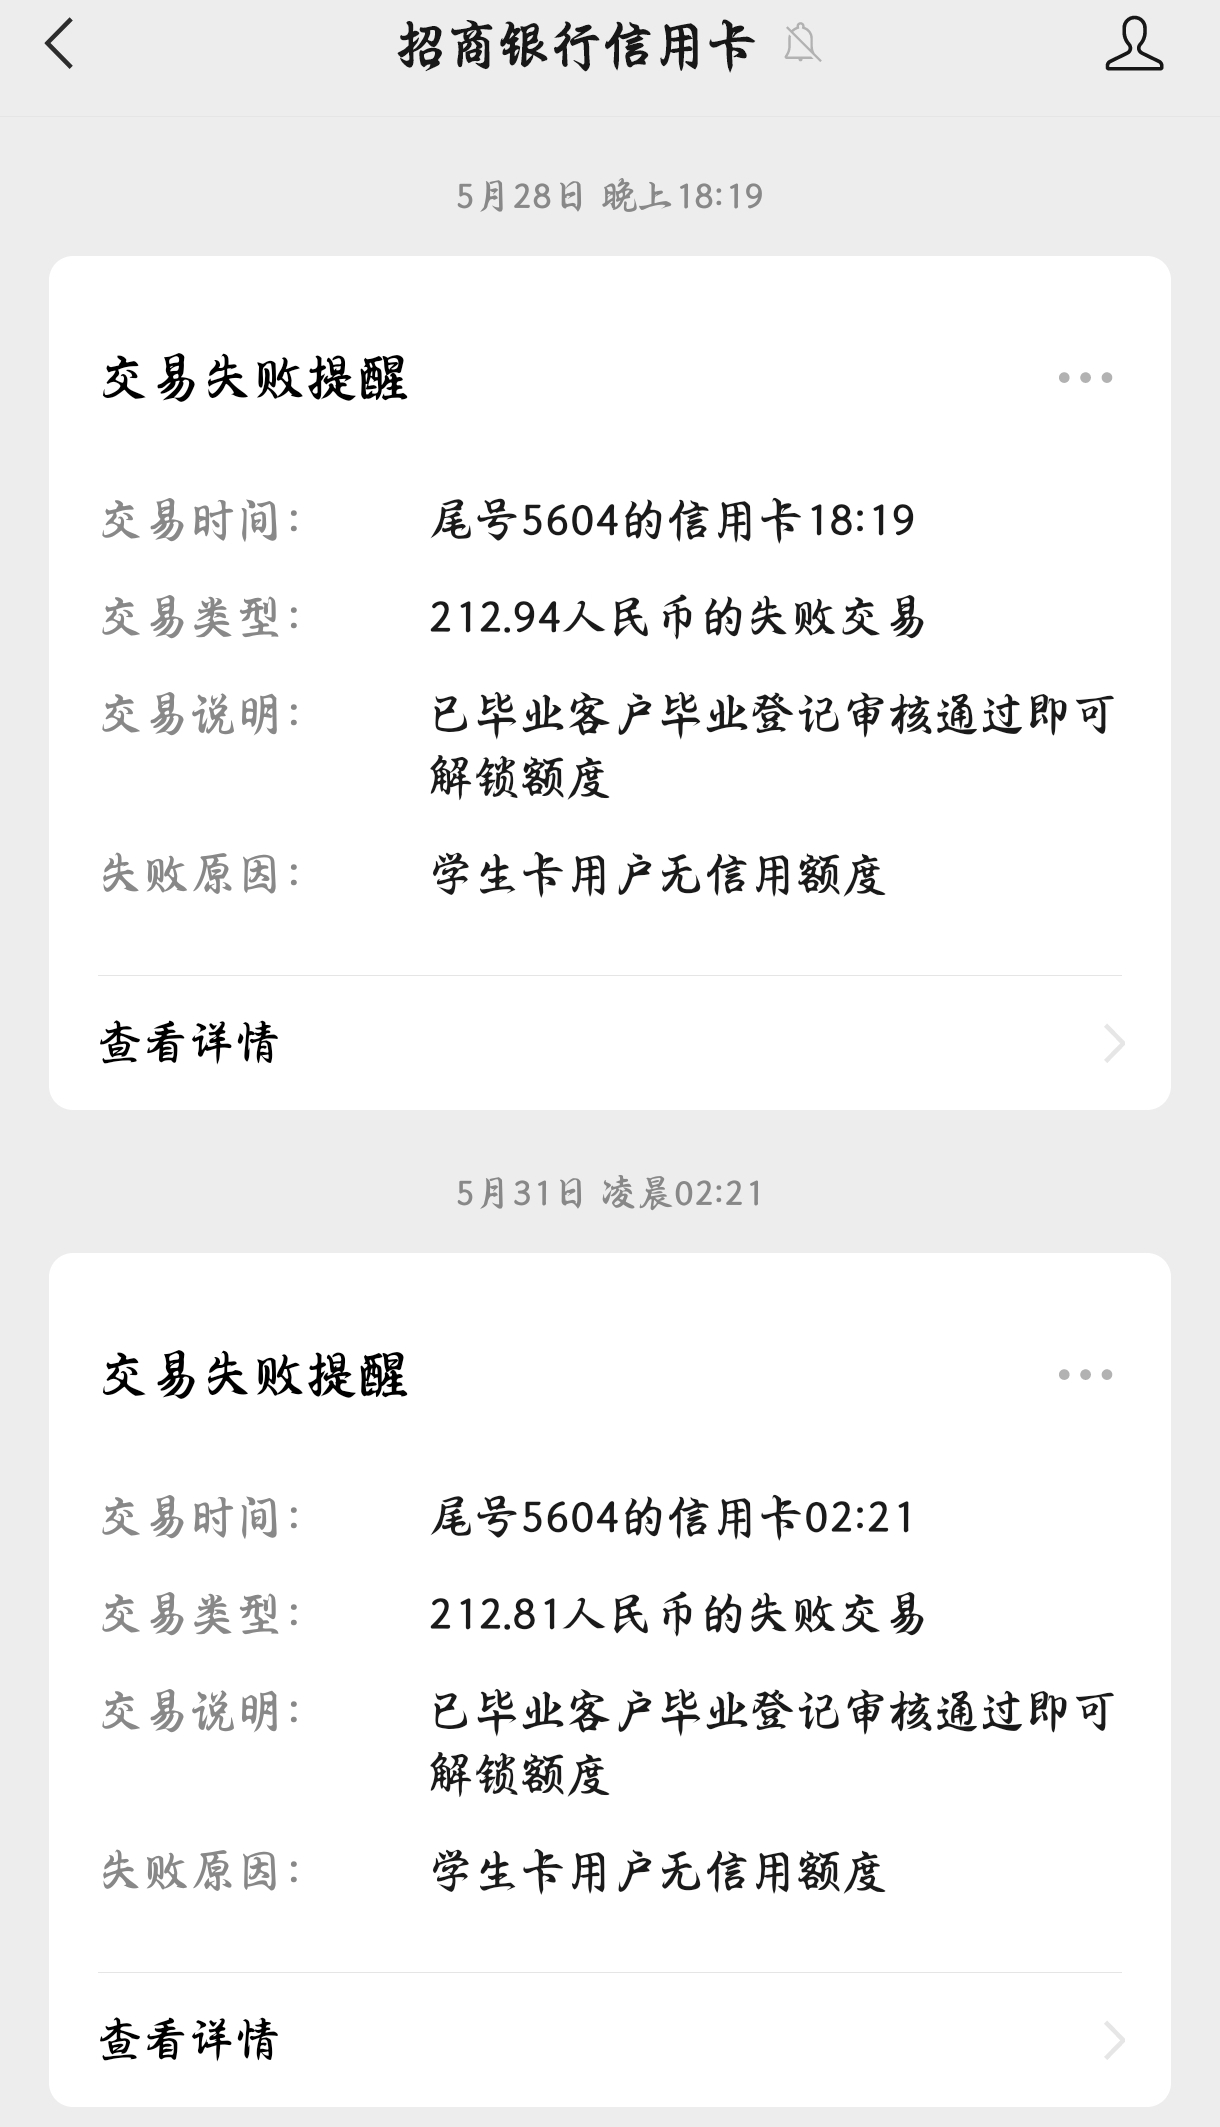 招商银行信用卡
5月28日 晚上18:19
交易失败提醒
交易时间: 尾号5604的信用卡18:19
交易类型: 212.94人民币的失败交易
交易说明: 已毕业客户毕业登记审核通过即可
解锁额度
失败原因: 学生卡用户无信用额度
查看详情
5月31日 凌晨02:21
交易失败提醒
交易时间: 尾号5604的信用卡02:21
交易类型: 212.81人民币的失败交易
交易说明: 已毕业客户毕业登记审核通过即可
解锁额度
失败原因: 学生卡用户无信用额度
查看详情